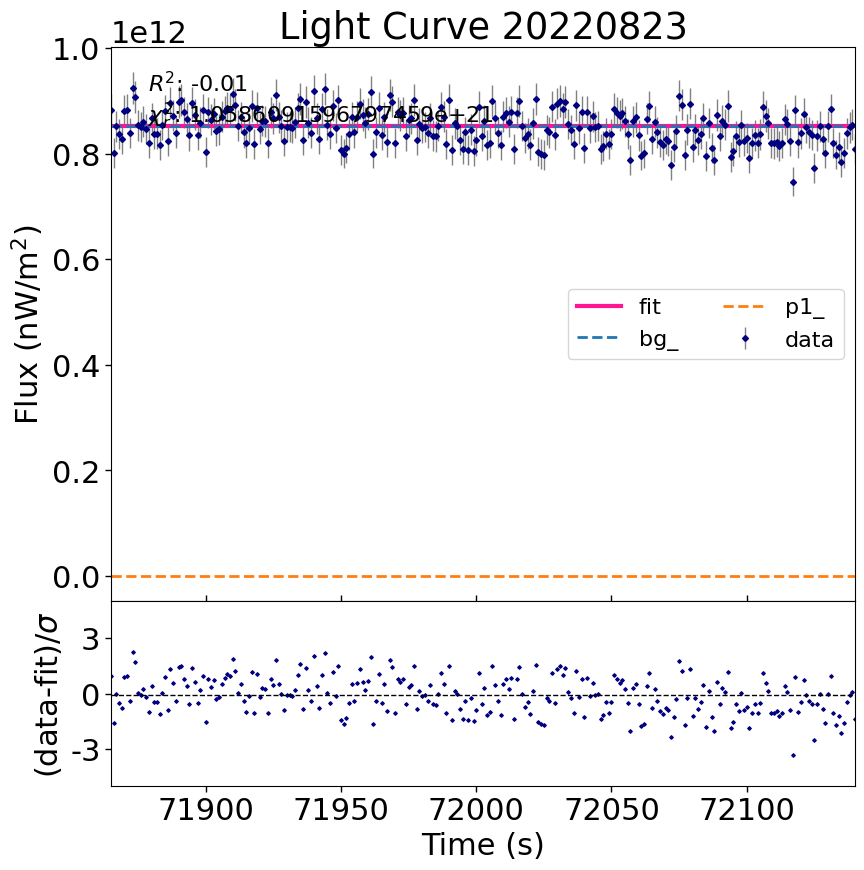 Light Curve 20220823
1e12
1.0
R²: -0.01
0.8
0.6
fit
p1_
bg_
data
0.4
0.2
0.0
Flux (nW/m²)
3
0
-3
(data-fit)/σ
71900 71950 72000 72050 72100
Time (s)